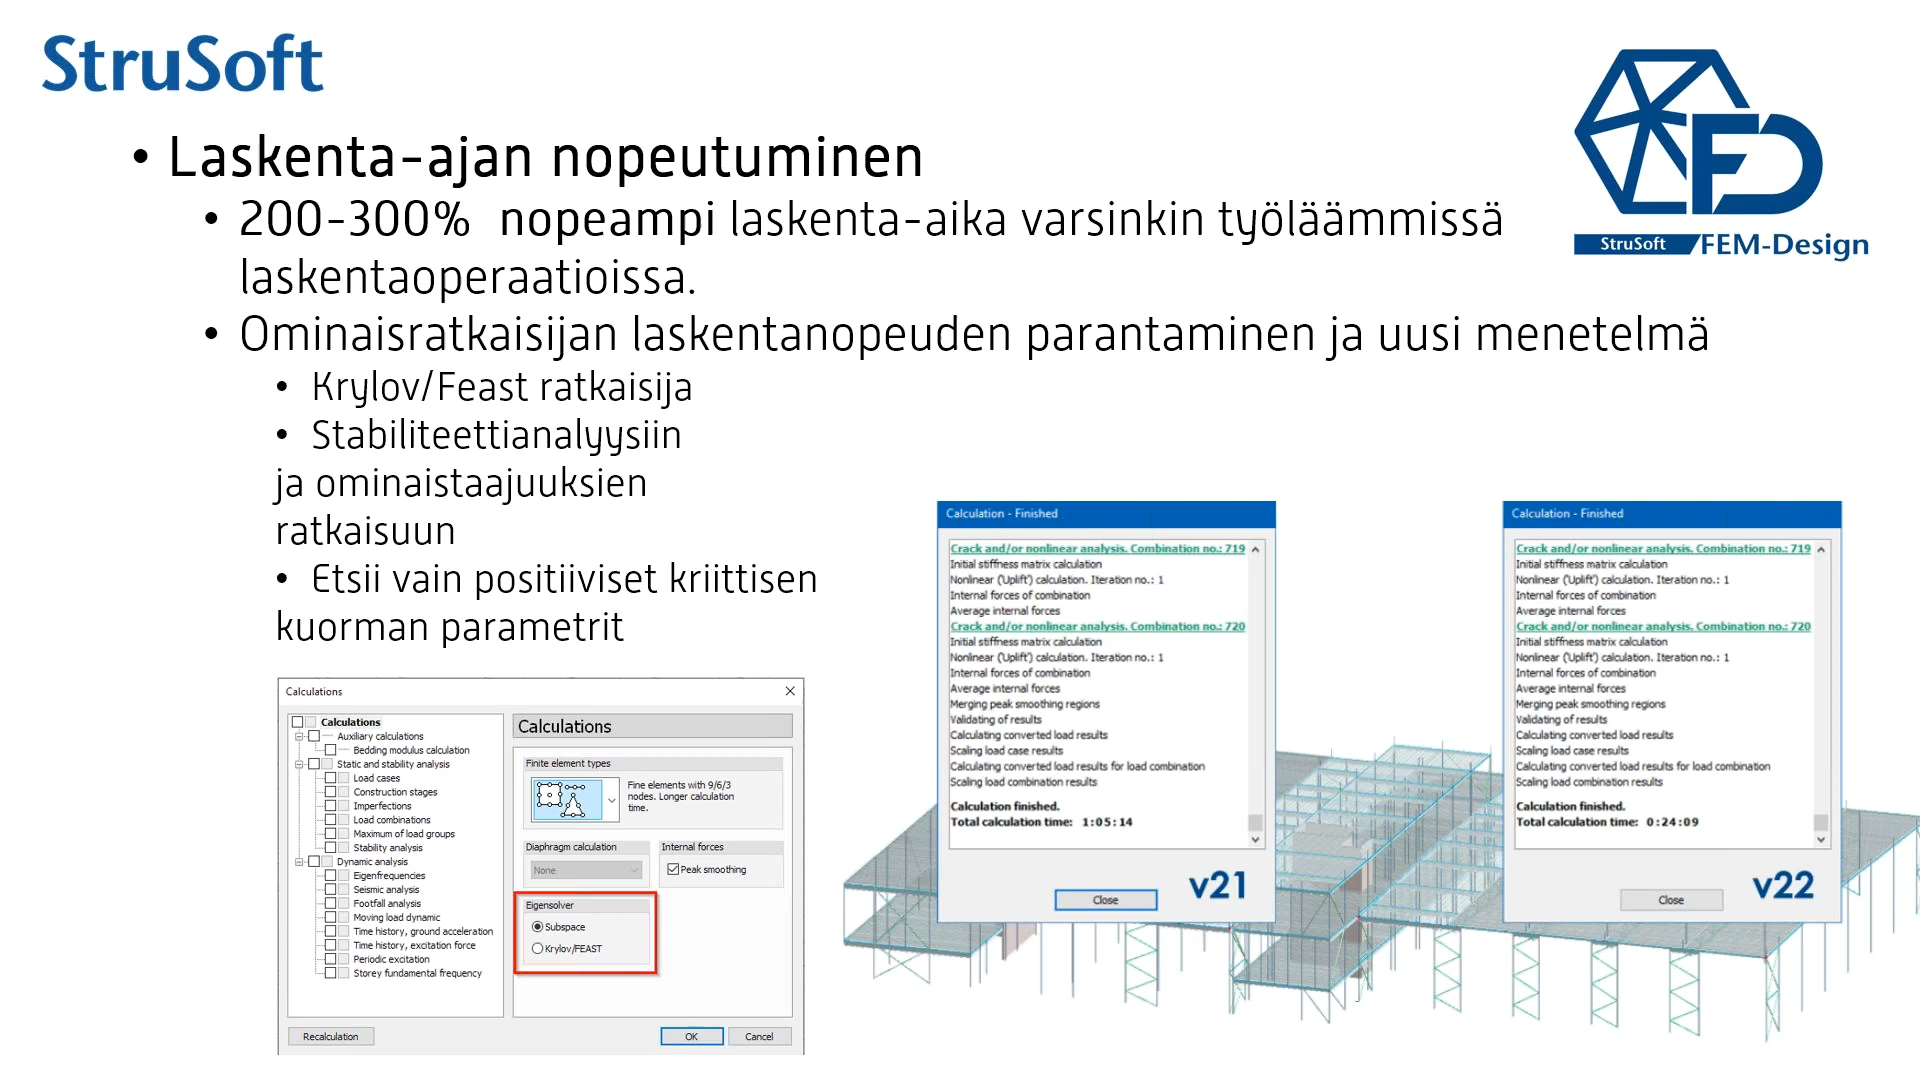 StruSoft
• Laskenta-ajan nopeutuminen
• 200-300% nopeampi laskenta-aika varsinkin työläämmissä
laskentaoperaatioissa.
• Ominaisratkaisijan laskentanopeuden parantaminen ja uusi menetelmä
• Krylov/Feast ratkaisija
• Stabiliteettianalyysiin
ja ominaistaajuuksien
ratkaisuun
• Etsii vain positiiviset kriittisen
kuorman parametrit
FD
StruSoft FEM-Design
Calculations
Calculations
Auxiliary calculations
Bedding modulus calculation
Static and stability analysis
Load cases
Construction stages
Imperfections
Load combinations
Maximum of load groups
Stability analysis
Dynamic analysis
Eigenfrequencies
Seismic analysis
Footfall analysis
Moving load dynamic
Time history, ground acceleration
Time history, excitation force
Periodic excitation
Storey fundamental frequency
Calculations
Finite element types
Fine elements with 9/6/3
nodes. Longer calculation
time.
Diaphragm calculation
None
Internal forces
Peak smoothing
Eigensolver
Subspace
Krylov/FEAST
Recalculation
OK
Cancel
Calculation - Finished
Crack and/or nonlinear analysis. Combination no.: 719
Initial stiffness matrix calculation
Nonlinear ('Uplift') calculation. Iteration no.: 1
Internal forces of combination
Average internal forces
Crack and/or nonlinear analysis. Combination no.: 720
Initial stiffness matrix calculation
Nonlinear ('Uplift') calculation. Iteration no.: 1
Internal forces of combination
Average internal forces
Merging peak smoothing regions
Validating of results
Calculating converted load results
Scaling load case results
Calculating converted load results for load combination
Scaling load combination results
Calculation finished.
Total calculation time: 1:05:14
Close
v21
Calculation - Finished
Crack and/or nonlinear analysis. Combination no.: 719
Initial stiffness matrix calculation
Nonlinear ('Uplift') calculation. Iteration no.: 1
Internal forces of combination
Average internal forces
Crack and/or nonlinear analysis. Combination no.: 720
Initial stiffness matrix calculation
Nonlinear ('Uplift') calculation. Iteration no.: 1
Internal forces of combination
Average internal forces
Merging peak smoothing regions
Validating of results
Calculating converted load results
Scaling load case results
Calculating converted load results for load combination
Scaling load combination results
Calculation finished.
Total calculation time: 0:24:09
Close
v22